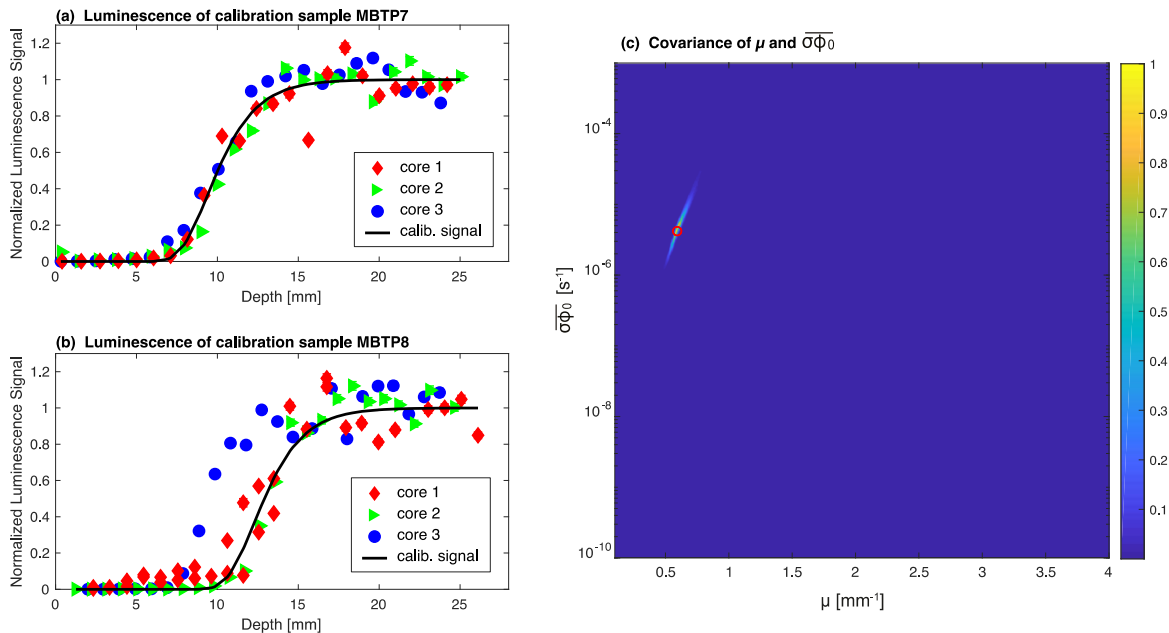 (a) Luminescence of calibration sample MBTP7
Normalized Luminescence Signal
1.2
1
0.8
0.6
0.4
0.2
0
core 1
core 2
core 3
calib. signal
0 5 10 15 20 25
Depth [mm]
(b) Luminescence of calibration sample MBTP8
Normalized Luminescence Signal
1.2
1
0.8
0.6
0.4
0.2
0
core 1
core 2
core 3
calib. signal
0 5 10 15 20 25
Depth [mm]
(c) Covariance of μ and σϕ₀
σϕ₀ [s⁻¹]
10⁻⁴
10⁻⁶
10⁻⁸
10⁻¹⁰
0.5 1 1.5 2 2.5 3 3.5 4
μ [mm⁻¹]
1
0.9
0.8
0.7
0.6
0.5
0.4
0.3
0.2
0.1